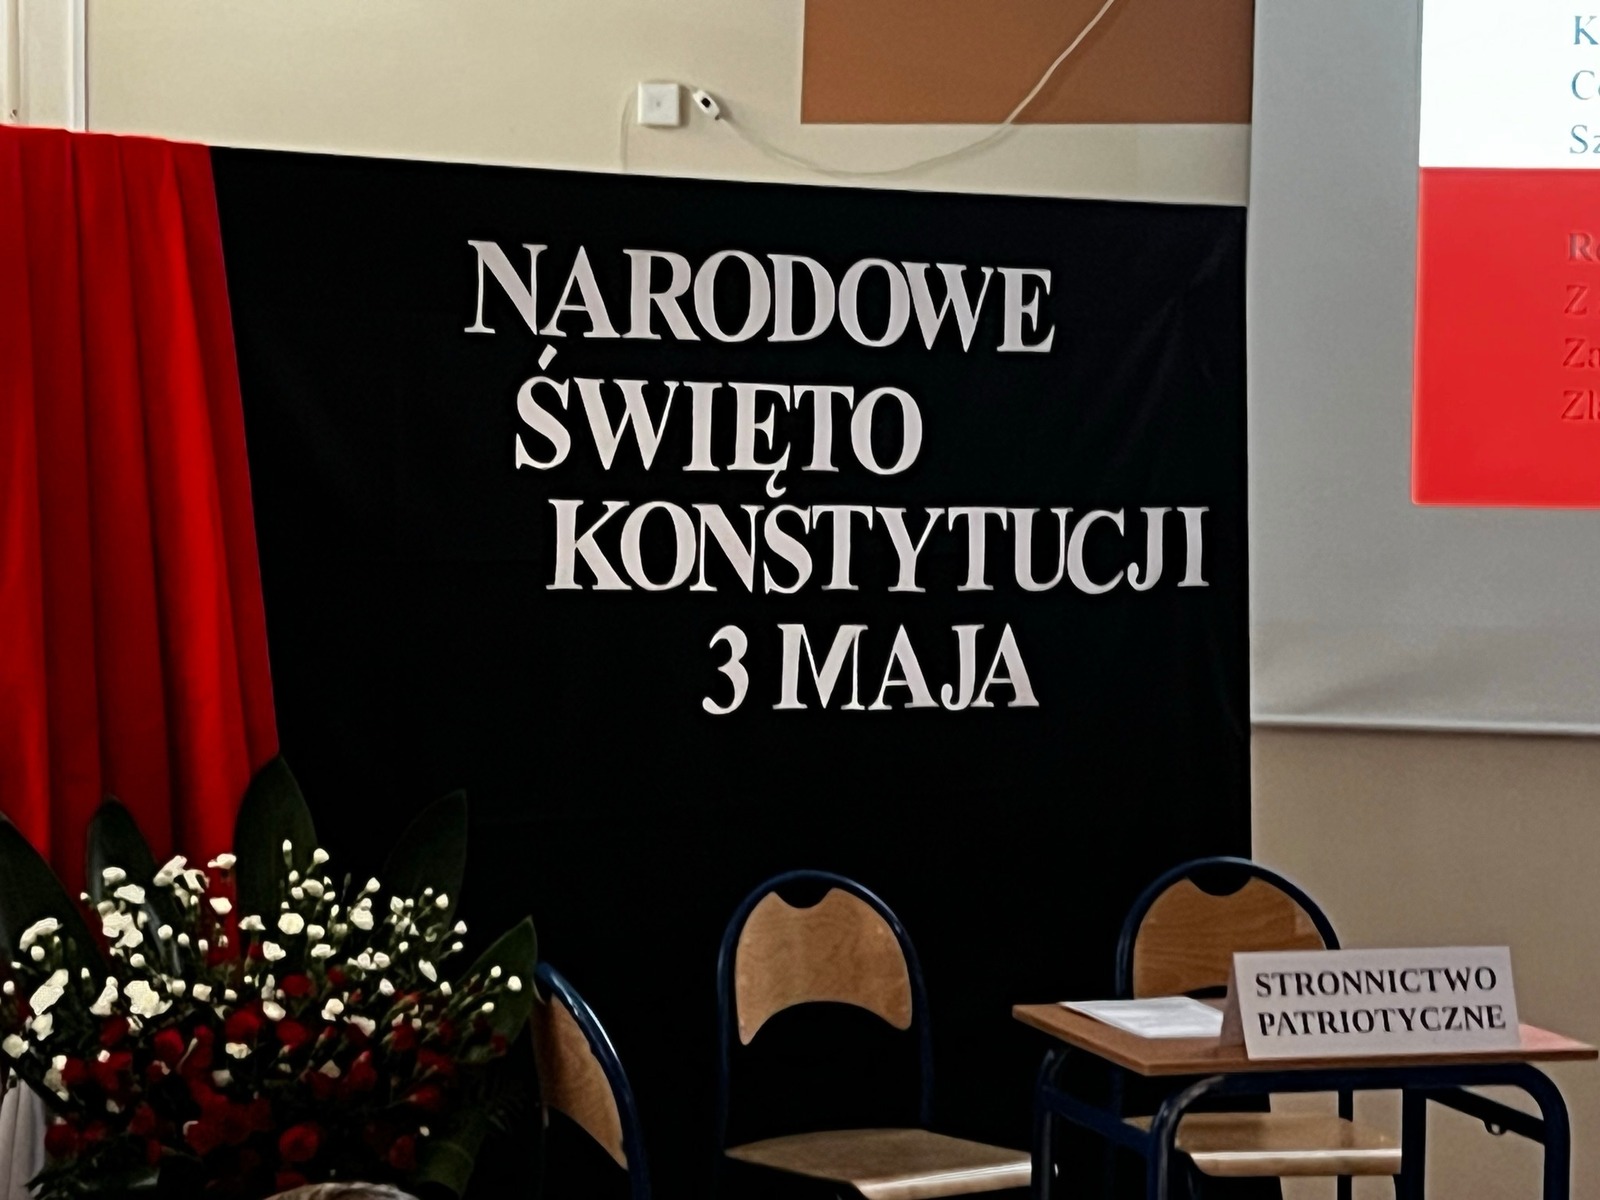 NARODOWE
ŚWIĘTO
KONSTYTUCJI
3 MAJA
STRONNICTWO
PATRIOTYCZNE